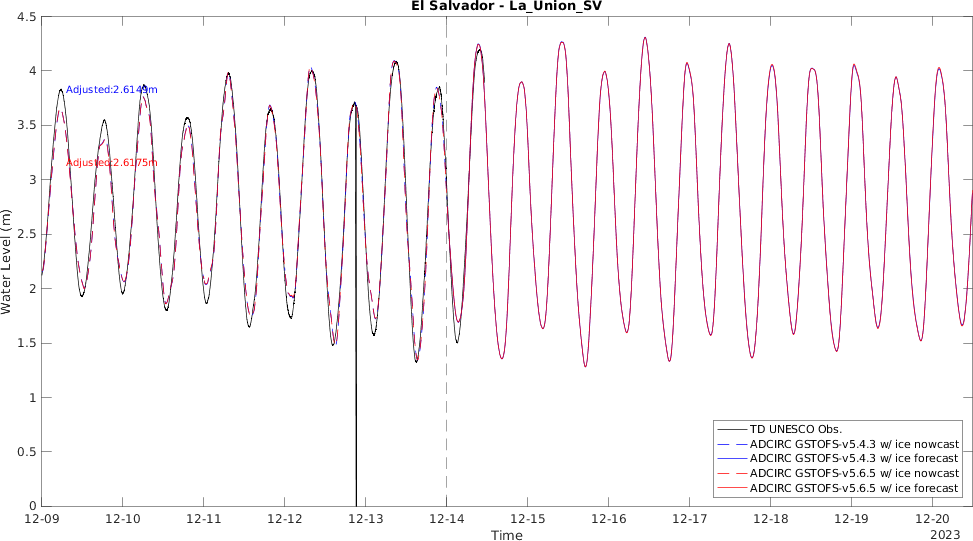 El Salvador - La_Union_SV
Water Level (m)
4.5
4
3.5
3
2.5
2
1.5
1
0.5
0
Adjusted:2.6149m
Adjusted:2.6175m
TD UNESCO Obs.
ADCIRC GSTOFS-v5.4.3 w/ ice nowcast
ADCIRC GSTOFS-v5.4.3 w/ ice forecast
ADCIRC GSTOFS-v5.6.5 w/ ice nowcast
ADCIRC GSTOFS-v5.6.5 w/ ice forecast
12-09 12-10 12-11 12-12 12-13 12-14 12-15 12-16 12-17 12-18 12-19 12-20
Time
2023